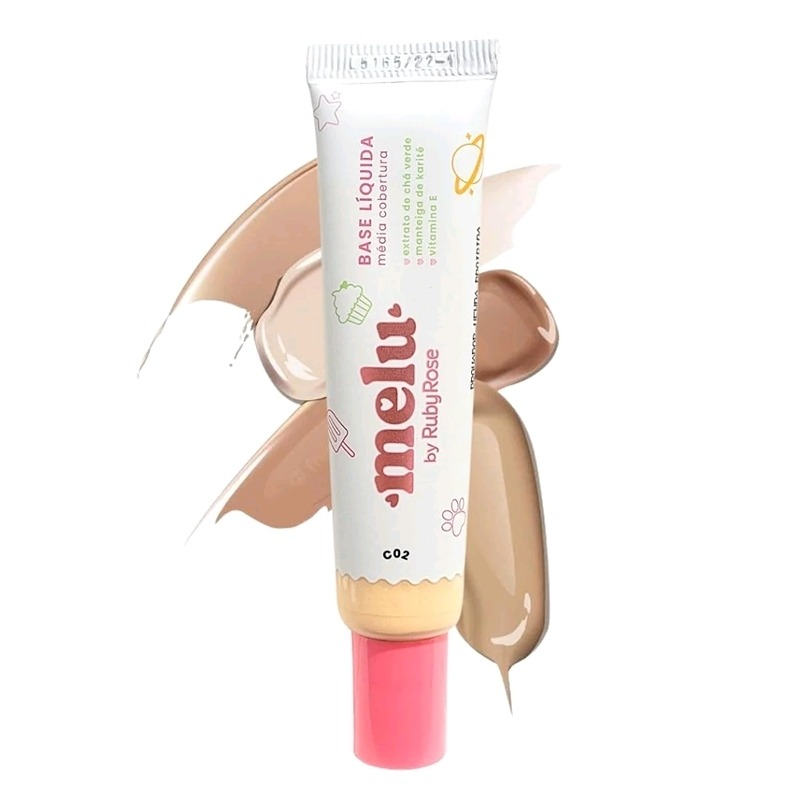 L5165/22-1
BASE LÍQUIDA
média cobertura
extrato de chá verde
manteiga de karité
vitamina E
melu
by RubyRose
C02